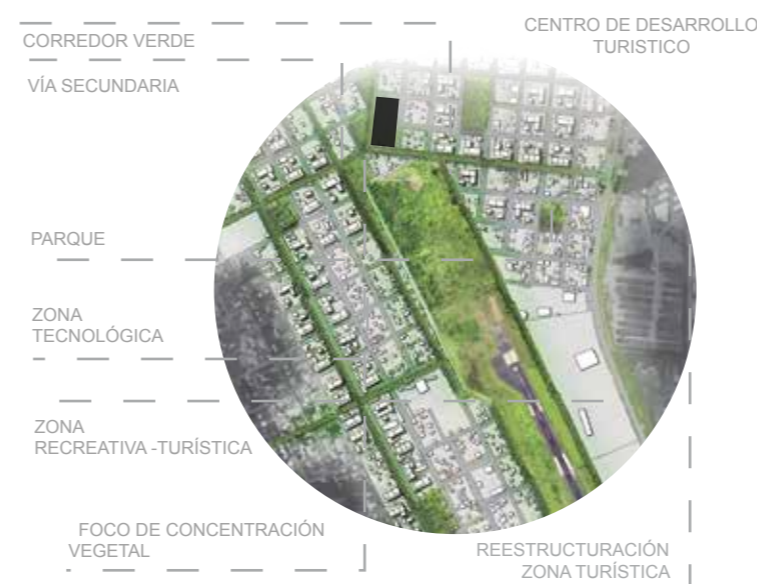 CORREDOR VERDE
CENTRO DE DESARROLLO
TURISTICO
VÍA SECUNDARIA
PARQUE
ZONA
TECNOLÓGICA
ZONA
RECREATIVA -TURÍSTICA
FOCO DE CONCENTRACIÓN
VEGETAL
REESTRUCTURACIÓN
ZONA TURÍSTICA